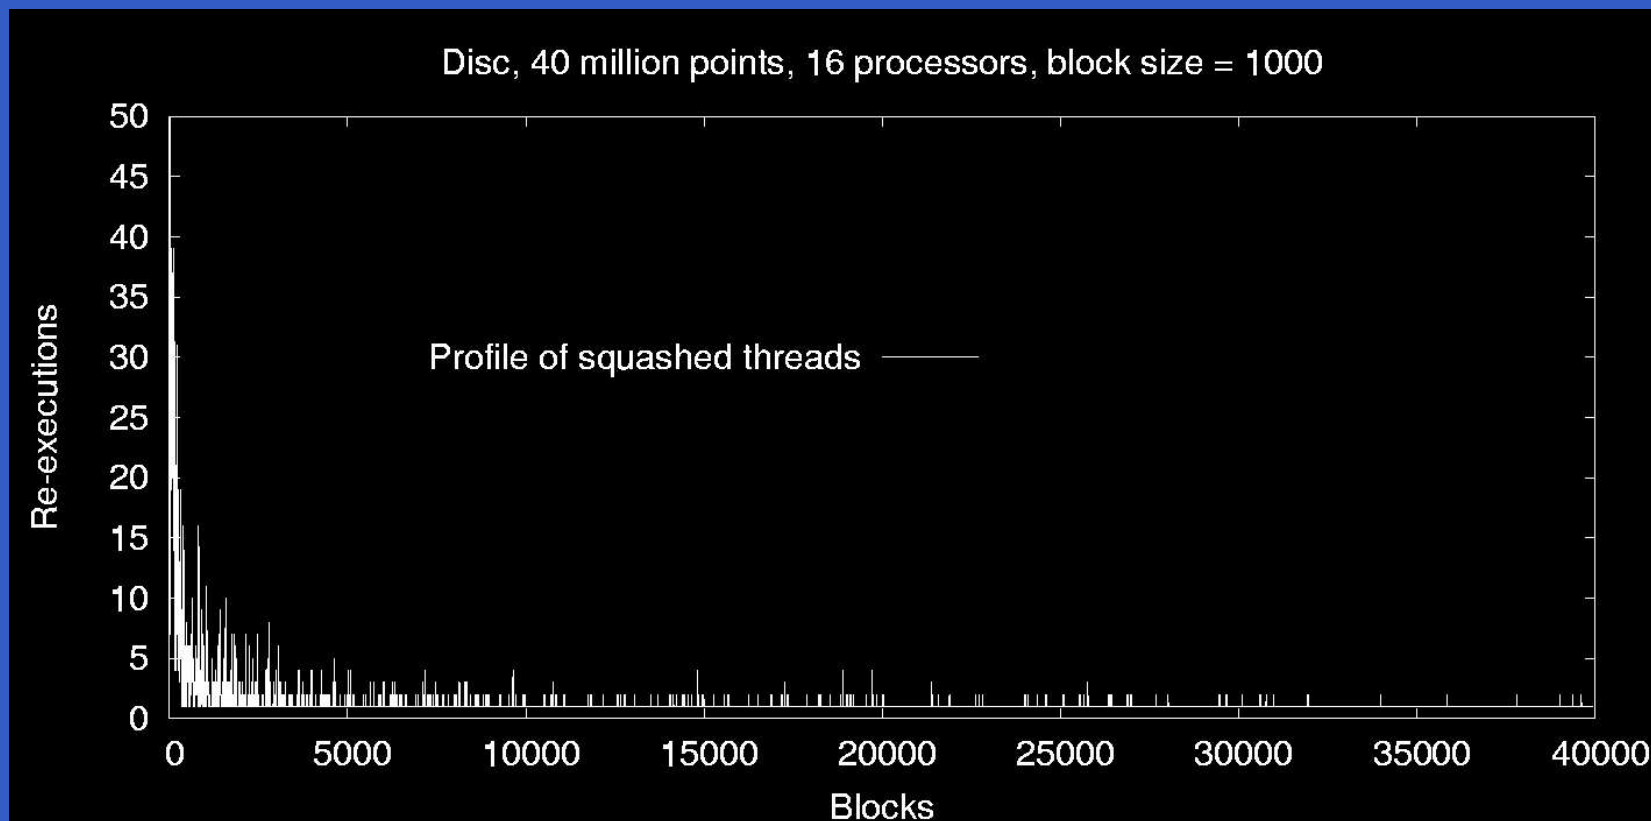 Disc, 40 million points, 16 processors, block size = 1000
50
45
40
35
30
25
20
15
10
5
0
Re-executions
Profile of squashed threads
0 5000 10000 15000 20000 25000 30000 35000 40000
Blocks